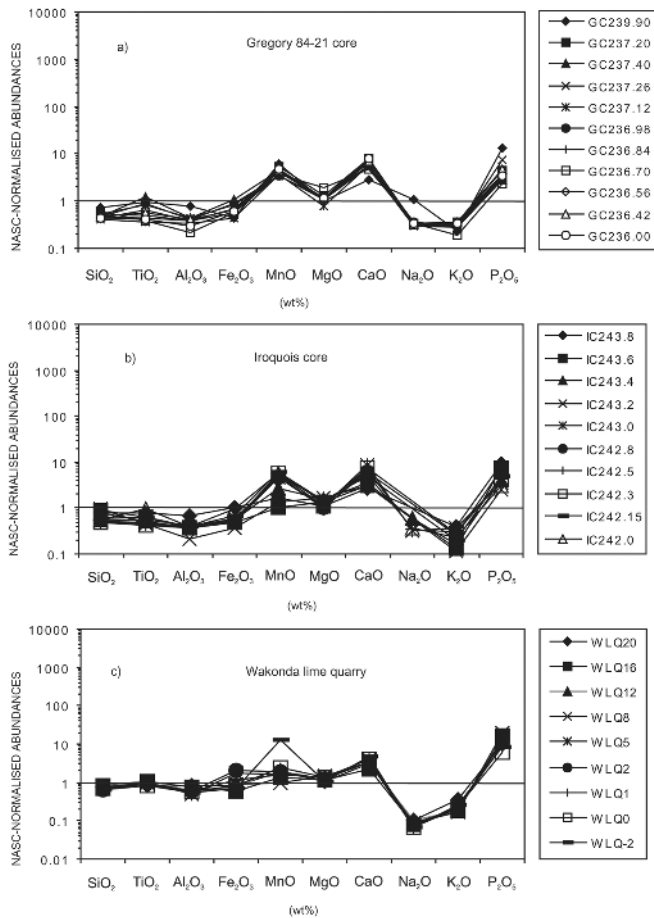 a)
Gregory 84-21 core
NASC-NORMALISED ABUNDANCES
10000
1000
100
10
1
0.1
SiO₂ TiO₂ Al₂O₃ Fe₂O₃ MnO MgO CaO Na₂O K₂O P₂O₅
(wt%)
GC239.90
GC237.20
GC237.40
GC237.26
GC237.12
GC236.98
GC236.84
GC236.70
GC236.56
GC236.42
GC236.00
b)
Iroquois core
NASC-NORMALISED ABUNDANCES
10000
1000
100
10
1
0.1
SiO₂ TiO₂ Al₂O₃ Fe₂O₃ MnO MgO CaO Na₂O K₂O P₂O₅
(wt%)
IC243.8
IC243.6
IC243.4
IC243.2
IC243.0
IC242.8
IC242.5
IC242.3
IC242.15
IC242.0
c)
Wakonda lime quarry
NASC-NORMALISED ABUNDANCES
10000
1000
100
10
1
0.1
0.01
SiO₂ TiO₂ Al₂O₃ Fe₂O₃ MnO MgO CaO Na₂O K₂O P₂O₅
(wt%)
WLQ20
WLQ16
WLQ12
WLQ8
WLQ5
WLQ2
WLQ1
WLQ0
WLQ-2